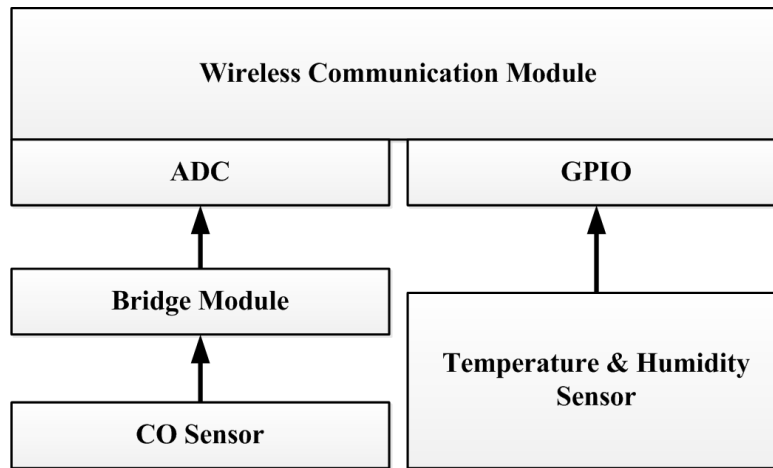 Wireless Communication Module
ADC
GPIO
Bridge Module
Temperature & Humidity
Sensor
CO Sensor